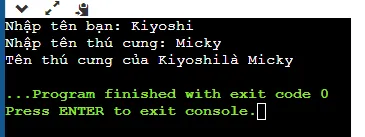 Nhập tên bạn: Kiyoshi
Nhập tên thú cưng: Micky
Tên thú cưng của Kiyoshilà Micky
...Program finished with exit code 0
Press ENTER to exit console.